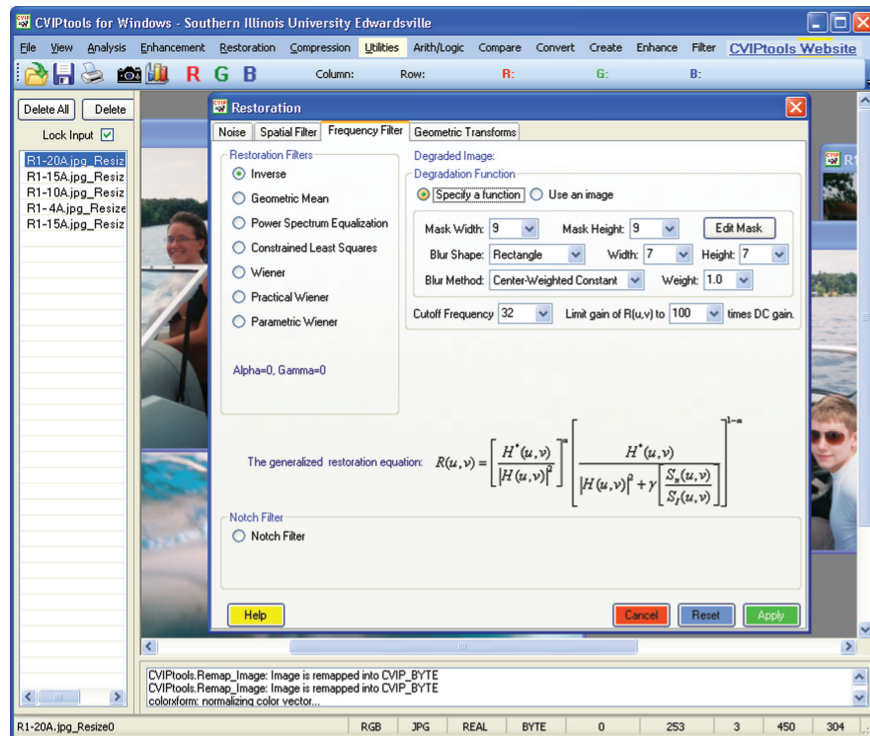 CVIPtools for Windows - Southern Illinois University Edwardsville
File View Analysis Enhancement Restoration Compression Utilities Arith/Logic Compare Convert Create Enhance Filter CVIPtools Website
R G B Column: Row: R: G: B:
Delete All Delete
Lock Input
R1-20A.jpg_Resiz
R1-15A.jpg_Resiz
R1-10A.jpg_Resiz
R1- 4A.jpg_Resize
R1-15A.jpg_Resiz
Restoration
Noise Spatial Filter Frequency Filter Geometric Transforms
Restoration Filters
Inverse
Geometric Mean
Power Spectrum Equalization
Constrained Least Squares
Wiener
Practical Wiener
Parametric Wiener
Alpha=0, Gamma=0
Degraded Image:
Degradation Function
Specify a function Use an image
Mask Width: 9 Mask Height: 9 Edit Mask
Blur Shape: Rectangle Width: 7 Height: 7
Blur Method: Center-Weighted Constant Weight: 1.0
Cutoff Frequency 32 Limit gain of R(u,v) to 100 times DC gain.
The generalized restoration equation: R(u,v) = [H*(u,v) / |H(u,v)|²]^α [H*(u,v) / (|H(u,v)|² + γ[S_n(u,v) / S_I(u,v)])]^(1-α)
Notch Filter
Notch Filter
Help Cancel Reset Apply
CVIPtools.Remap_Image: Image is remapped into CVIP_BYTE
CVIPtools.Remap_Image: Image is remapped into CVIP_BYTE
colorxform: normalizing color vector...
R1-20A.jpg_Resize0 RGB JPG REAL BYTE 0 253 3 450 304